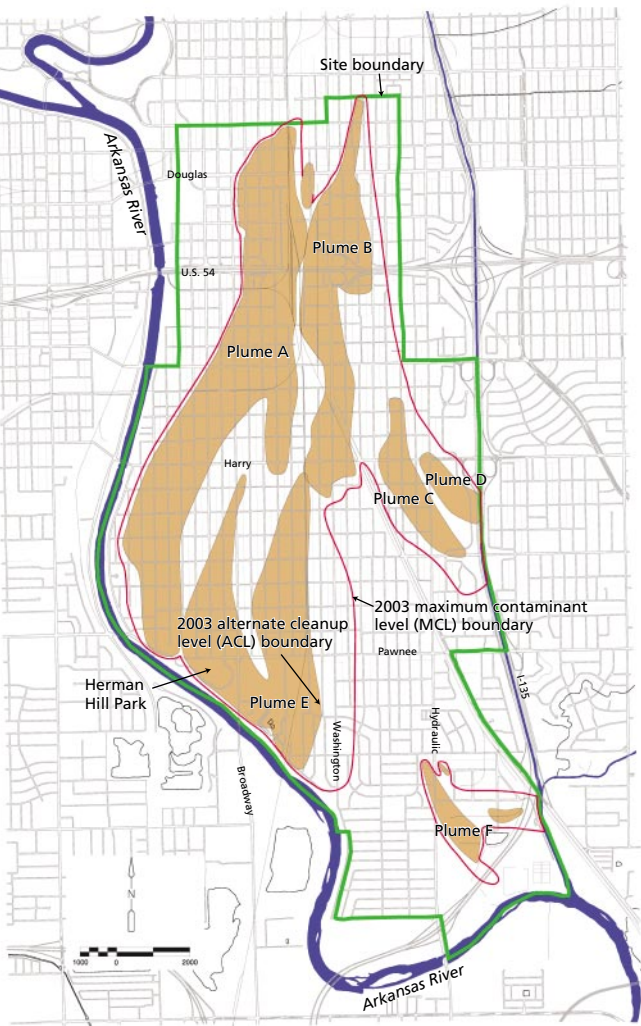 Site boundary
Arkansas River
Douglas
Plume B
U.S. 54
Plume A
Harry
Plume D
Plume C
2003 maximum contaminant
level (MCL) boundary
2003 alternate cleanup
level (ACL) boundary
Pawnee
Herman
Hill Park
I-135
Plume E
Hydraulic
Washington
Broadway
Plume F
N
1000 0 2000
Arkansas River